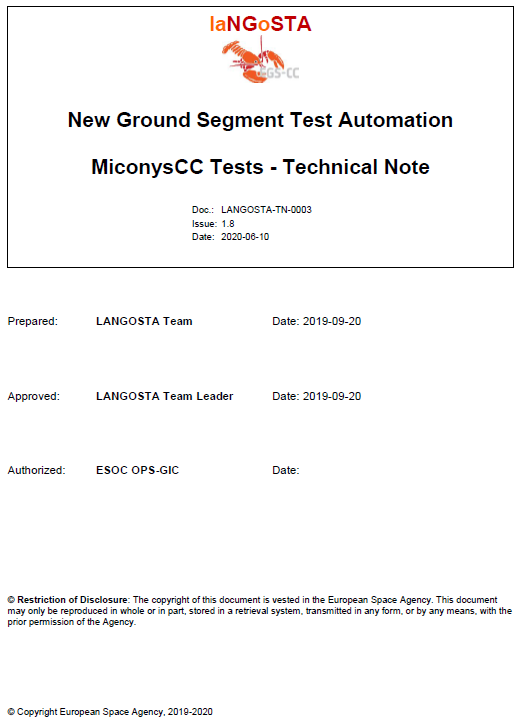 laNGoSTA
EGS-CC
New Ground Segment Test Automation
MiconysCC Tests - Technical Note
Doc.: LANGOSTA-TN-0003
Issue: 1.8
Date: 2020-06-10
Prepared: LANGOSTA Team Date: 2019-09-20
Approved: LANGOSTA Team Leader Date: 2019-09-20
Authorized: ESOC OPS-GIC Date:
© Restriction of Disclosure: The copyright of this document is vested in the European Space Agency. This document
may only be reproduced in whole or in part, stored in a retrieval system, transmitted in any form, or by any means, with the
prior permission of the Agency.
© Copyright European Space Agency, 2019-2020